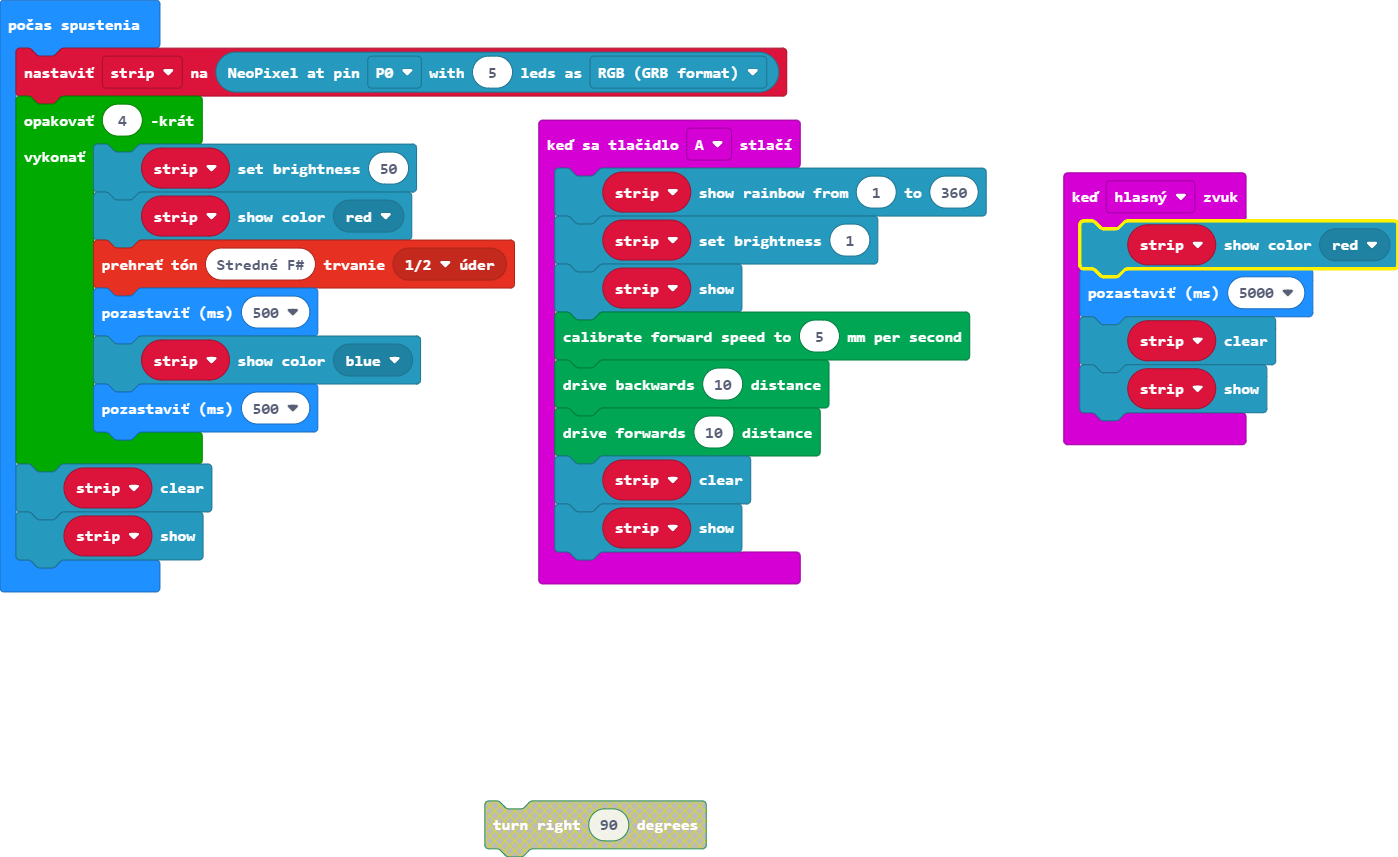 počas spustenia
nastaviť strip na NeoPixel at pin P0 with 5 leds as RGB (GRB format)
opakovať 4 -krát
vykonať
strip set brightness 50
strip show color red
prehrať tón Stredné F# trvanie 1/2 úder
pozastaviť (ms) 500
strip show color blue
pozastaviť (ms) 500
strip clear
strip show
keď sa tlačidlo A stlačí
strip show rainbow from 1 to 360
strip set brightness 1
strip show
calibrate forward speed to 5 mm per second
drive backwards 10 distance
drive forwards 10 distance
strip clear
strip show
keď hlasný zvuk
strip show color red
pozastaviť (ms) 5000
strip clear
strip show
turn right 90 degrees